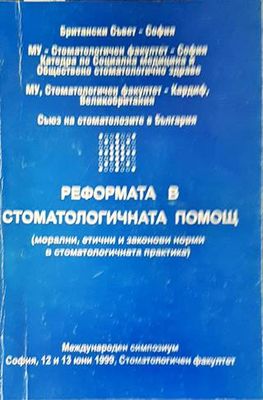 Британски Съвет - София
МУ - Стоматологичен факултет - София
Катедра по Социална Медицина и
Обществено стоматологично здраве
МУ, Стоматологичен факултет - Кардиф,
Великобритания
Съюз на стоматолозите в България
РЕФОРМАТА В
СТОМАТОЛОГИЧНАТА ПОМОЩ
(морални, етични и законови норми
в стоматологичната практика)
Международен симпозиум
София, 12 и 13 юни 1999, Стоматологичен факултет